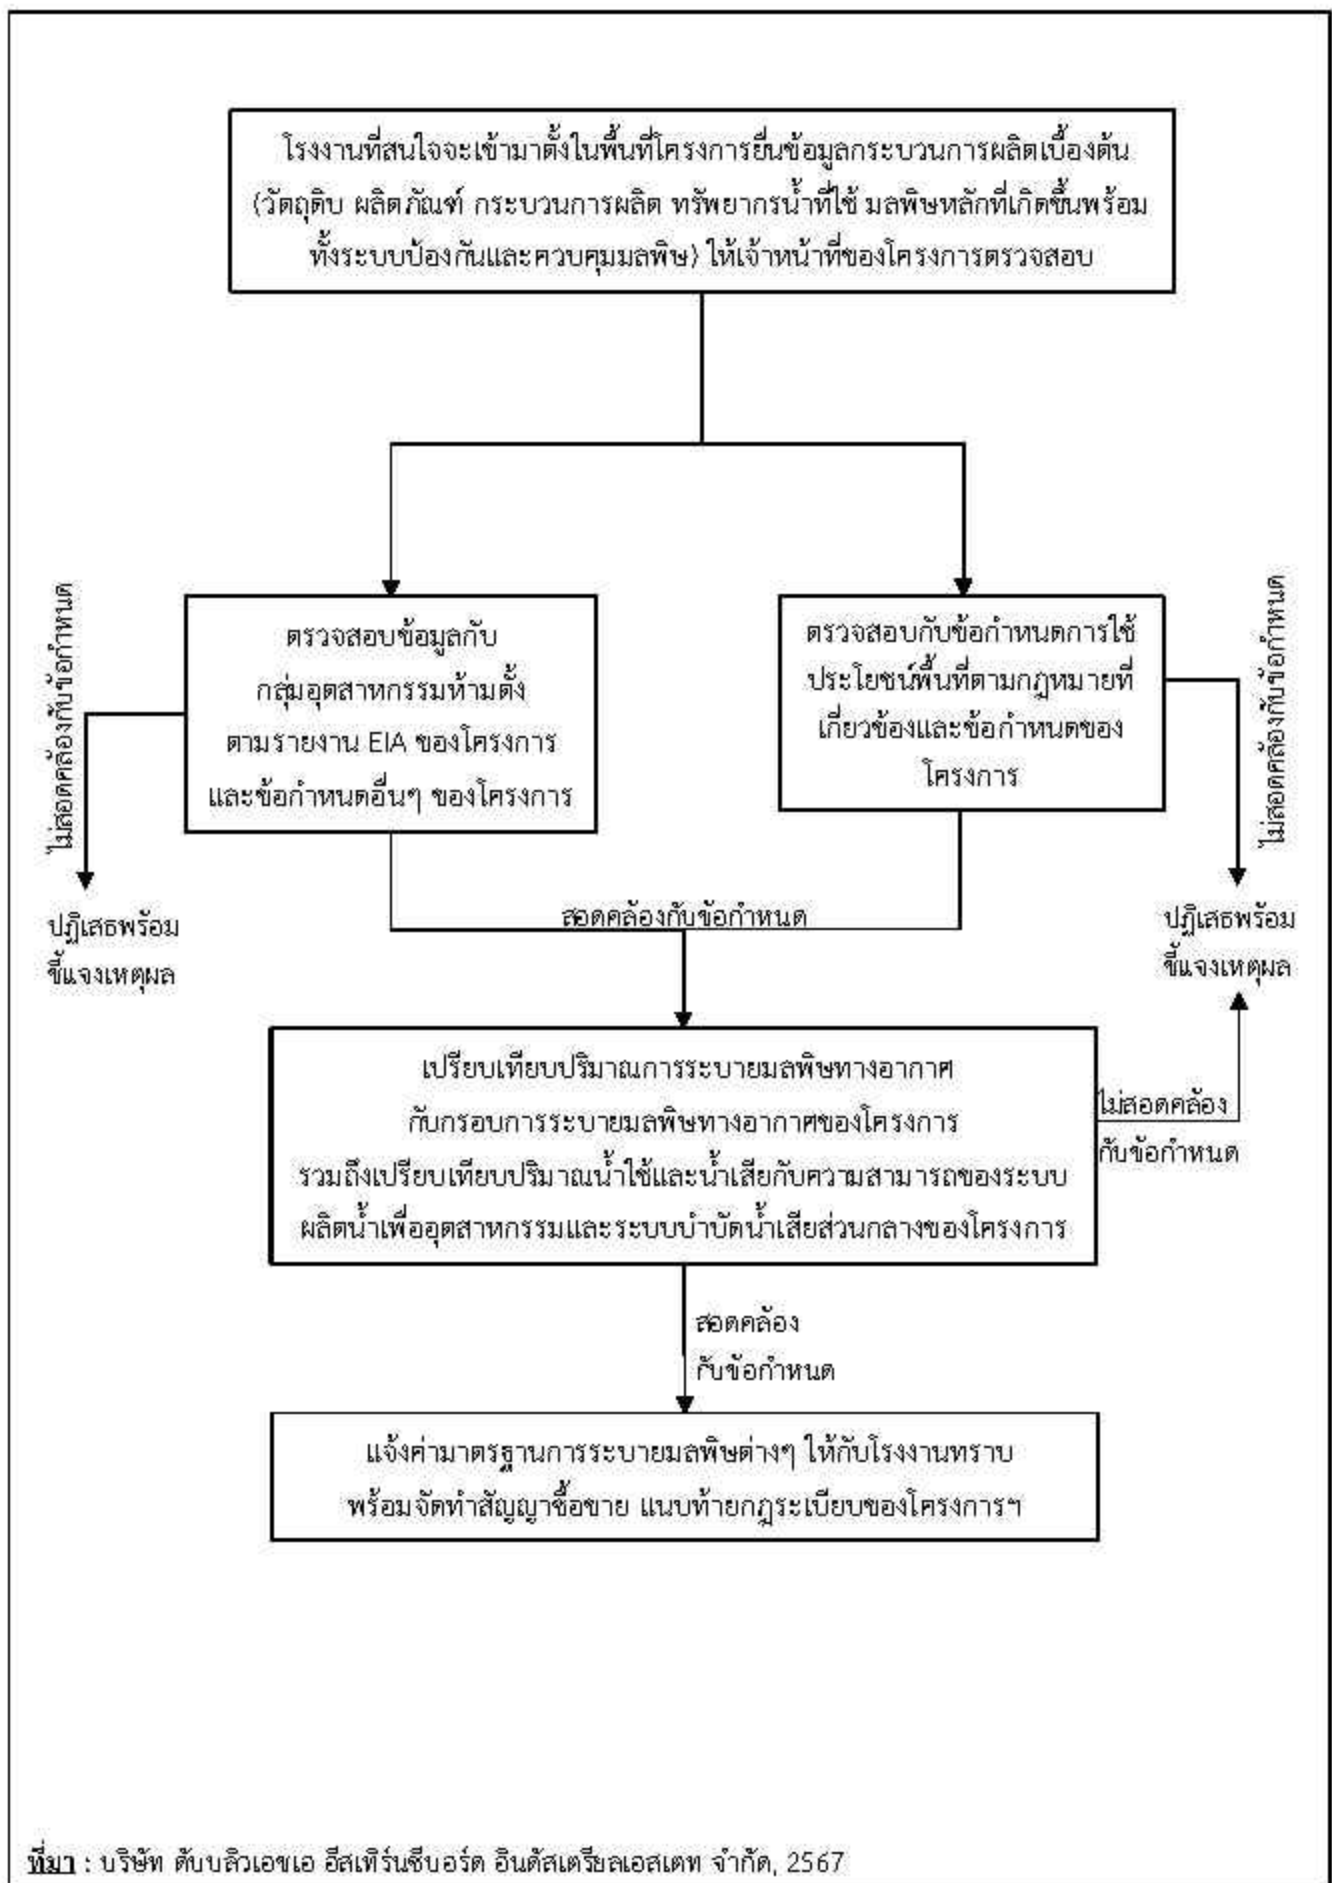 โรงงานที่สนใจจะเข้ามาตั้งในพื้นที่โครงการยื่นข้อมูลกระบวนการผลิตเบื้องต้น
(วัตถุดิบ ผลิตภัณฑ์ กระบวนการผลิต ทรัพยากรน้ำที่ใช้ มลพิษหลักที่เกิดขึ้นพร้อม
ทั้งระบบป้องกันและควบคุมมลพิษ) ให้เจ้าหน้าที่ของโครงการตรวจสอบ
ไม่สอดคล้องกับข้อกำหนด
ตรวจสอบข้อมูลกับ
กลุ่มอุตสาหกรรมห้ามตั้ง
ตามรายงาน EIA ของโครงการ
และข้อกำหนดอื่นๆ ของโครงการ
ตรวจสอบกับข้อกำหนดการใช้
ประโยชน์พื้นที่ตามกฎหมายที่
เกี่ยวข้องและข้อกำหนดของ
โครงการ
ไม่สอดคล้องกับข้อกำหนด
ปฏิเสธพร้อม
ชี้แจงเหตุผล
สอดคล้องกับข้อกำหนด
ปฏิเสธพร้อม
ชี้แจงเหตุผล
เปรียบเทียบปริมาณการระบายมลพิษทางอากาศ
กับกรอบการระบายมลพิษทางอากาศของโครงการ
รวมถึงเปรียบเทียบปริมาณน้ำใช้และน้ำเสียกับความสามารถของระบบ
ผลิตน้ำเพื่ออุตสาหกรรมและระบบบำบัดน้ำเสียส่วนกลางของโครงการ
ไม่สอดคล้อง
กับข้อกำหนด
สอดคล้อง
กับข้อกำหนด
แจ้งค่ามาตรฐานการระบายมลพิษต่างๆ ให้กับโรงงานทราบ
พร้อมจัดทำสัญญาซื้อขาย แนบท้ายกฎระเบียบของโครงการฯ
ที่มา : บริษัท ดับบลิวเอชเอ อีสเทิร์นซีบอร์ด อินดัสเตรียลเอสเตท จำกัด, 2567